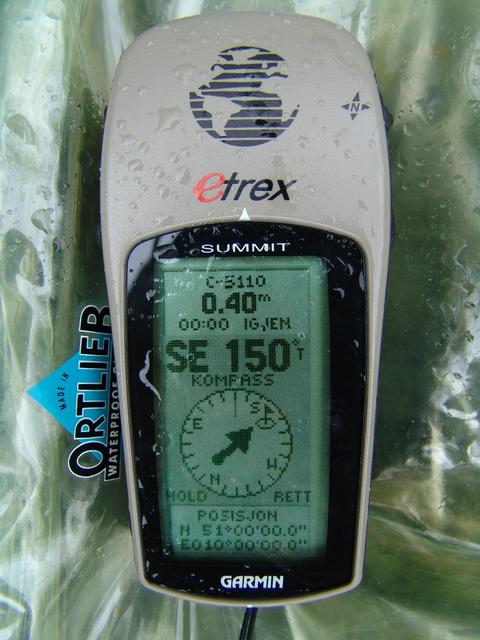 N
etrex
SUMMIT
C-5110
0.40m
00:00 IGJEN
SE 150°T
KOMPASS
S
E
W
N
HOLD RETT
POSISJON
N 51°00'00.0"
E010°00'00.0"
GARMIN
MADE IN
ORTLIEB
WATERPROOF